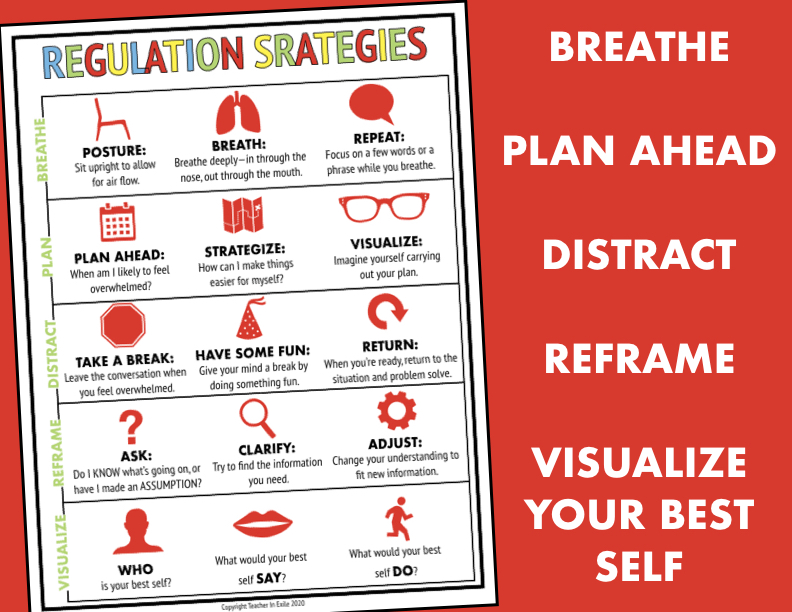 REGULATION SRATEGIES
BREATHE
POSTURE:
Sit upright to allow
for air flow.
BREATH:
Breathe deeply—in through the
nose, out through the mouth.
REPEAT:
Focus on a few words or a
phrase while you breathe.
PLAN
PLAN AHEAD:
When am I likely to feel
overwhelmed?
STRATEGIZE:
How can I make things
easier for myself?
VISUALIZE:
Imagine yourself carrying
out your plan.
DISTRACT
TAKE A BREAK:
Leave the conversation when
you feel overwhelmed.
HAVE SOME FUN:
Give your mind a break by
doing something fun.
RETURN:
When you're ready, return to the
situation and problem solve.
REFRAME
ASK:
Do I KNOW what's going on, or
have I made an ASSUMPTION?
CLARIFY:
Try to find the information
you need.
ADJUST:
Change your understanding to
fit new information.
VISUALIZE
WHO
is your best self?
What would your best
self SAY?
What would your best
self DO?
Copyright Teacher In Exile 2020
BREATHE
PLAN AHEAD
DISTRACT
REFRAME
VISUALIZE
YOUR BEST
SELF